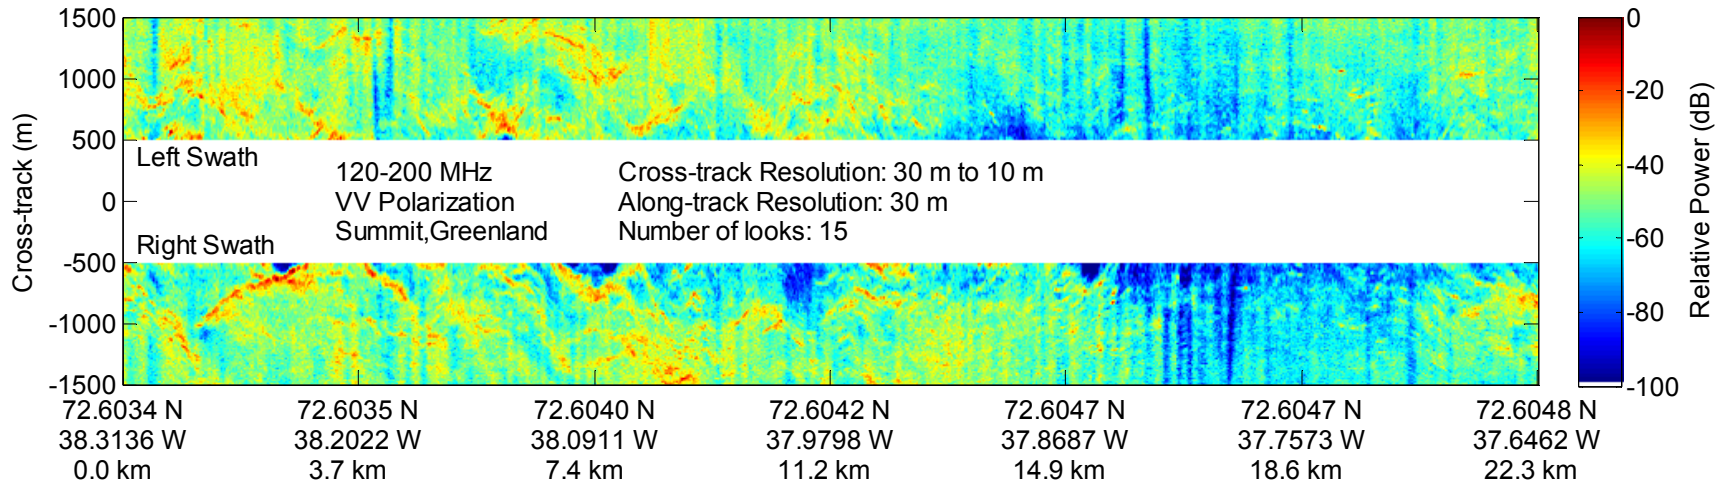 1500
1000
500
0
-500
-1000
-1500
Cross-track (m)
Left Swath
Right Swath
120-200 MHz
VV Polarization
Summit,Greenland
Cross-track Resolution: 30 m to 10 m
Along-track Resolution: 30 m
Number of looks: 15
72.6034 N 72.6035 N 72.6040 N 72.6042 N 72.6047 N 72.6047 N 72.6048 N
38.3136 W 38.2022 W 38.0911 W 37.9798 W 37.8687 W 37.7573 W 37.6462 W
0.0 km 3.7 km 7.4 km 11.2 km 14.9 km 18.6 km 22.3 km
0
-20
-40
-60
-80
-100
Relative Power (dB)